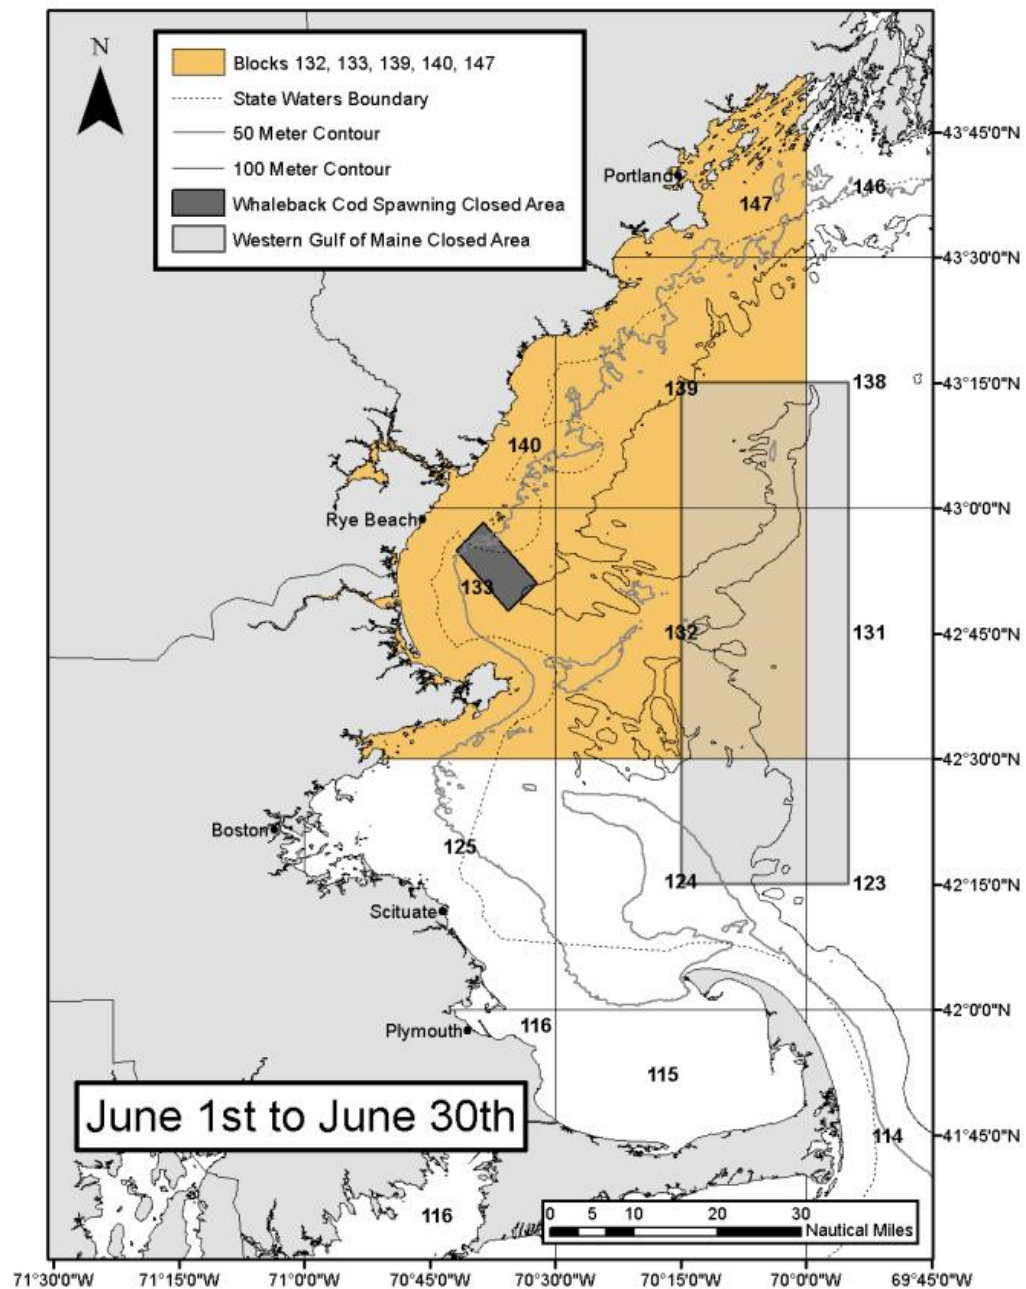 N
Blocks 132, 133, 139, 140, 147
State Waters Boundary
50 Meter Contour
100 Meter Contour
Whaleback Cod Spawning Closed Area
Western Gulf of Maine Closed Area
43°45'0"N
Portland
146
147
43°30'0"N
139
138
43°15'0"N
140
Rye Beach
43°0'0"N
133
132
131
42°45'0"N
42°30'0"N
Boston
125
124
123
42°15'0"N
Scituate
42°0'0"N
Plymouth
116
115
June 1st to June 30th
114
41°45'0"N
116
0 5 10 20 30
Nautical Miles
71°30'0"W 71°15'0"W 71°0'0"W 70°45'0"W 70°30'0"W 70°15'0"W 70°0'0"W 69°45'0"W